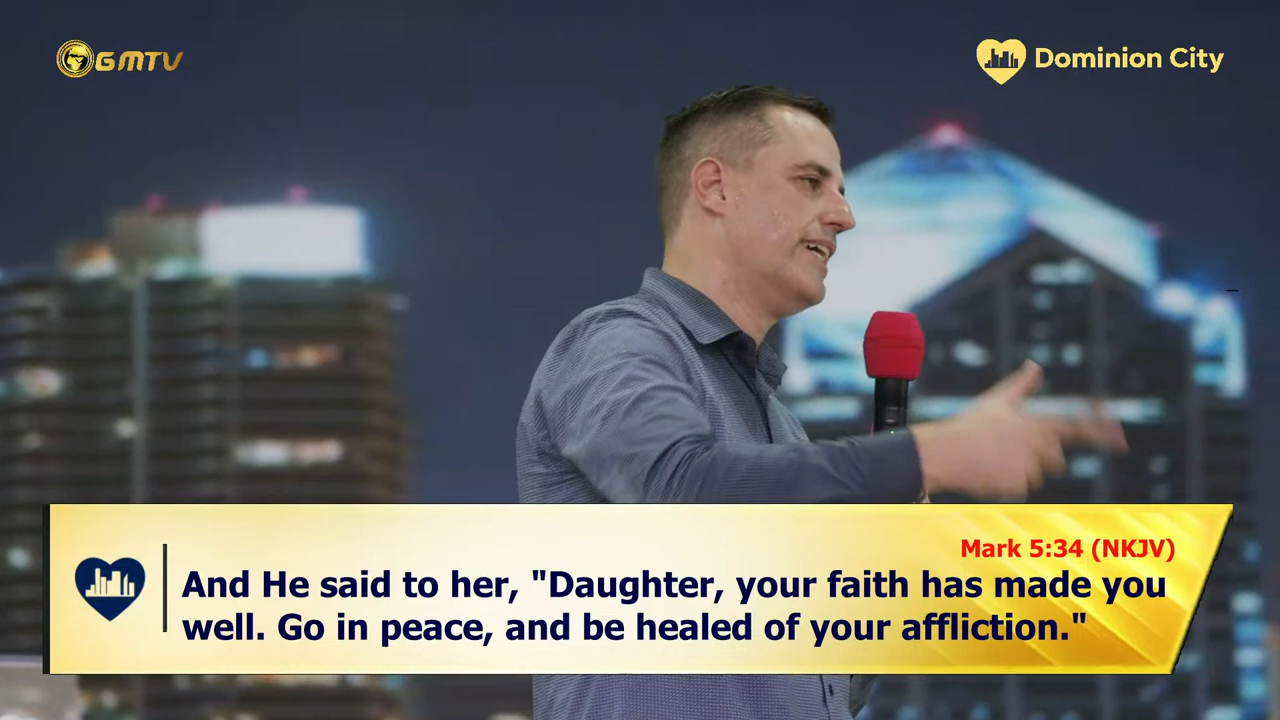 GMTV
Dominion City
Mark 5:34 (NKJV)
And He said to her, "Daughter, your faith has made you
well. Go in peace, and be healed of your affliction."